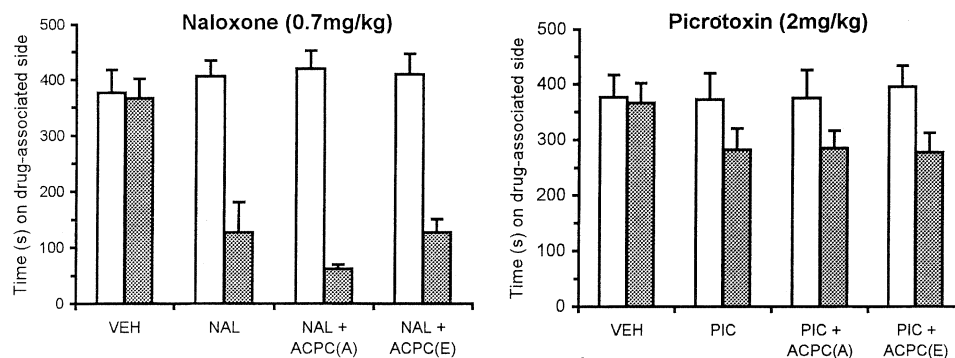 Naloxone (0.7mg/kg)
Time (s) on drug-associated side
500
400
300
200
150
100
50
0
VEH
NAL
NAL +
ACPC(A)
NAL +
ACPC(E)
Picrotoxin (2mg/kg)
Time (s) on drug-associated side
500
400
300
200
100
0
VEH
PIC
PIC +
ACPC(A)
PIC +
ACPC(E)